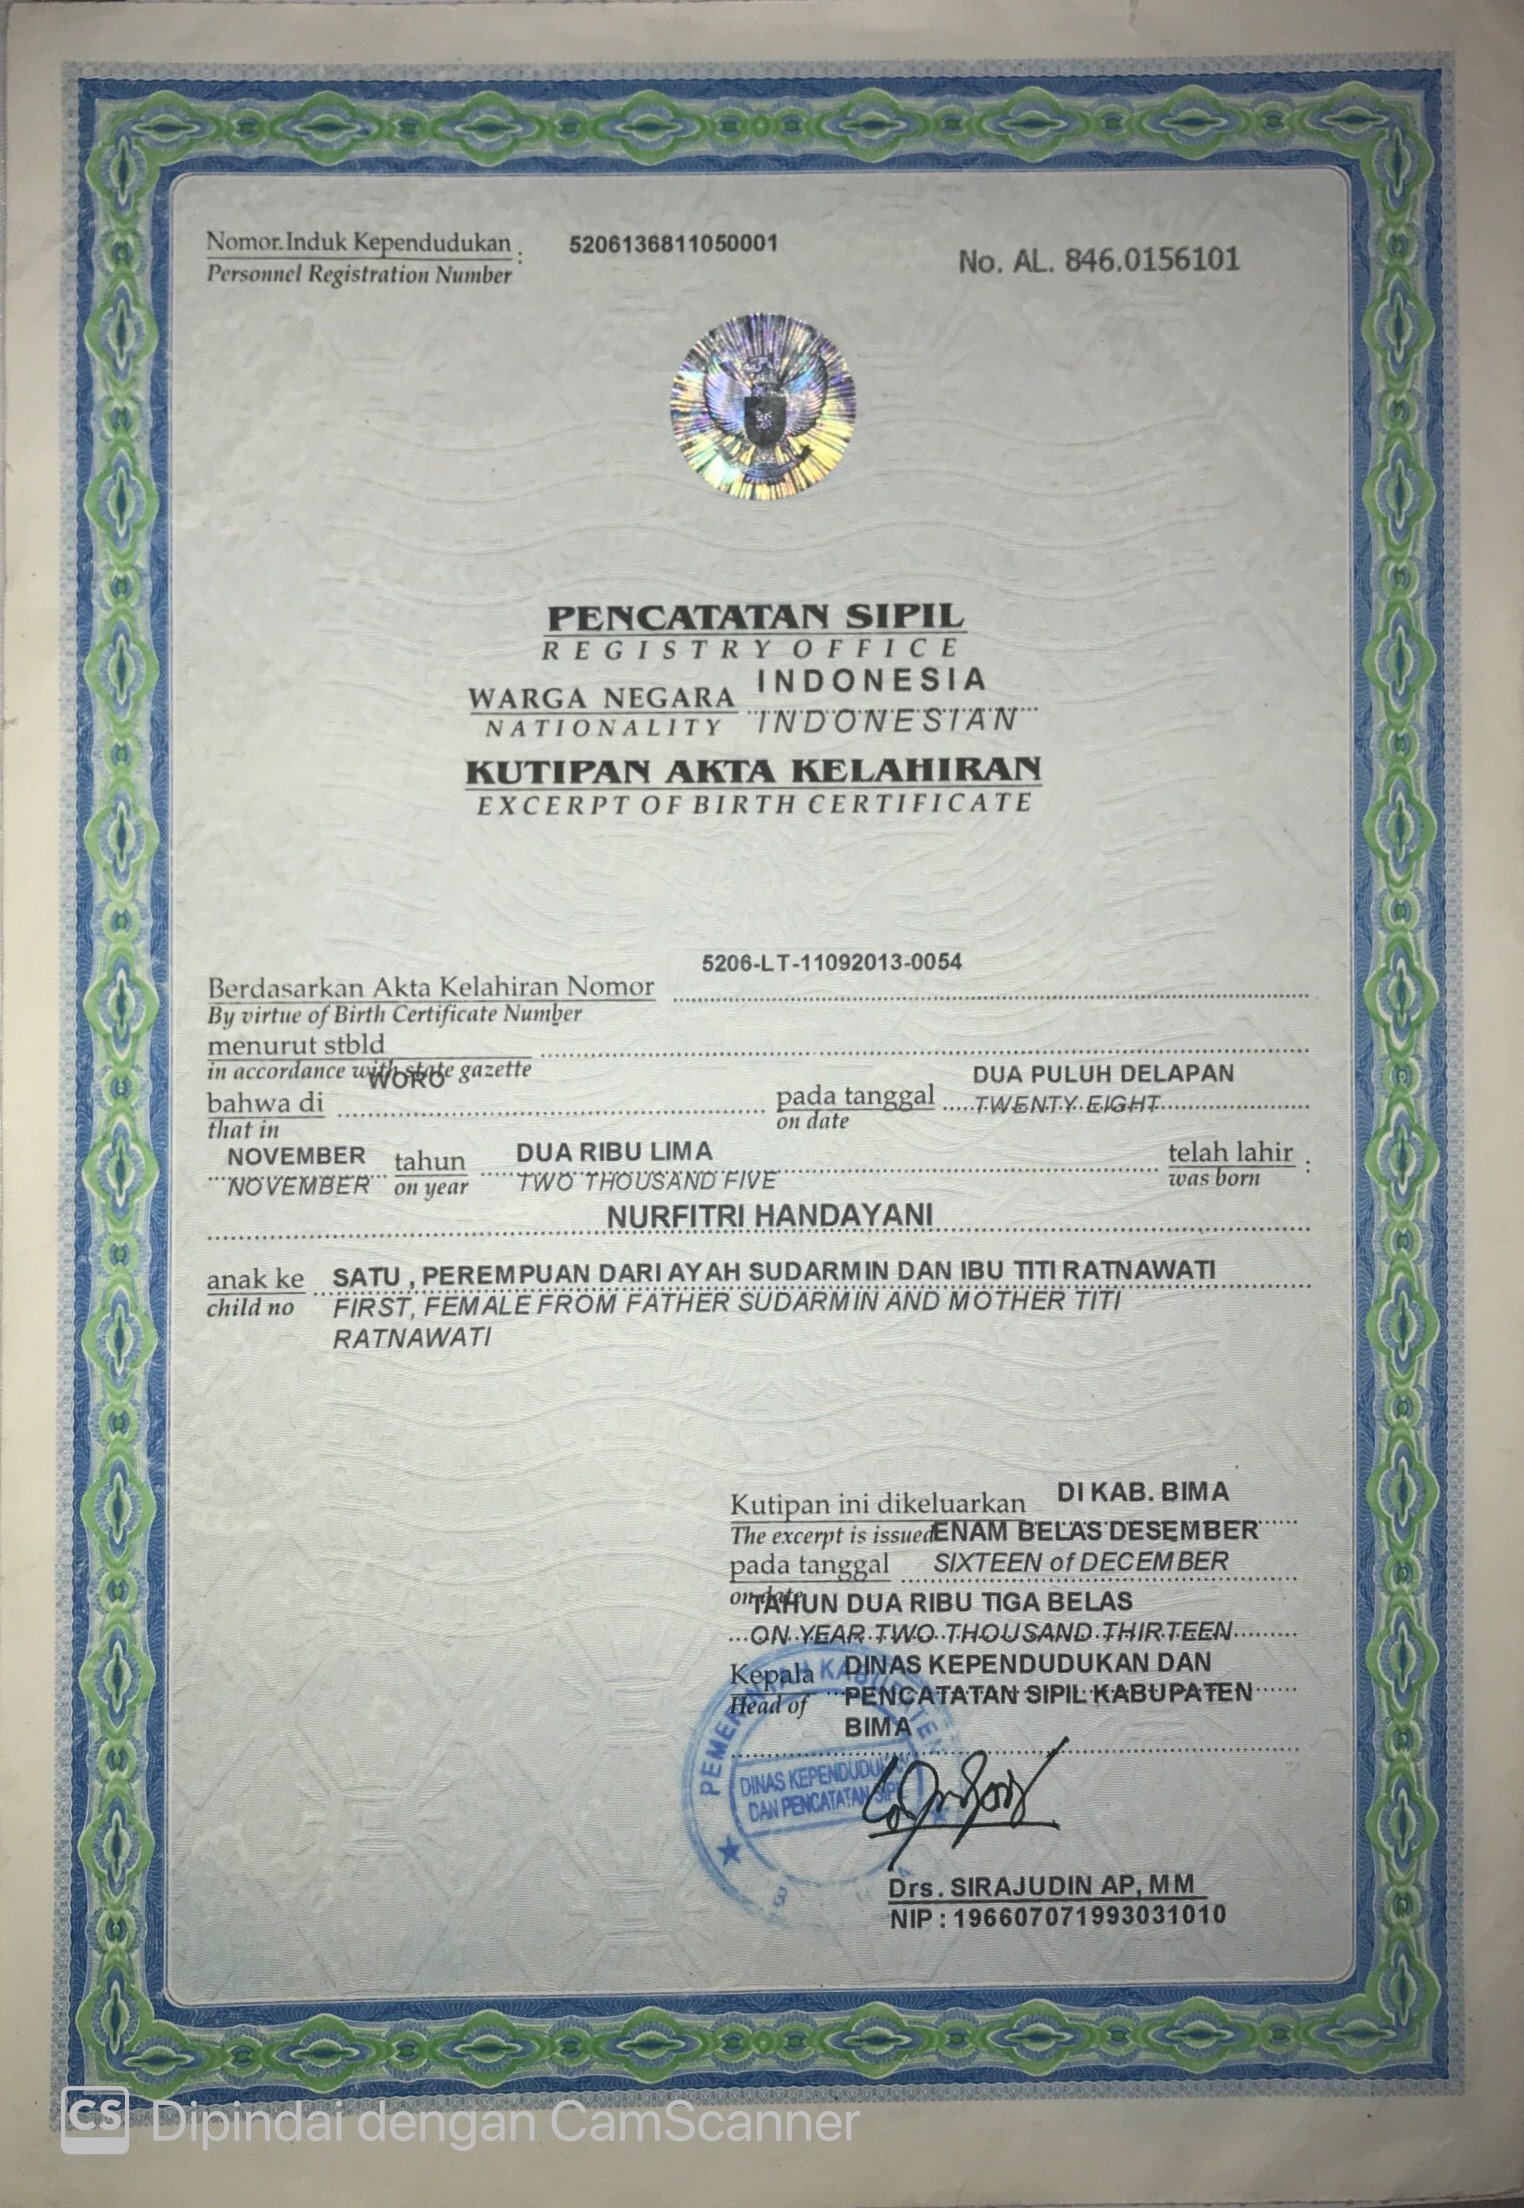 Nomor Induk Kependudukan : 5206136811050001
Personnel Registration Number
No. AL. 846.0156101
PENCATATAN SIPIL
REGISTRY OFFICE
WARGA NEGARA INDONESIA
NATIONALITY INDONESIAN
KUTIPAN AKTA KELAHIRAN
EXCERPT OF BIRTH CERTIFICATE
5206-LT-11092013-0054
Berdasarkan Akta Kelahiran Nomor
By virtue of Birth Certificate Number
menurut stbld
in accordance with state gazette
WORO DUA PULUH DELAPAN
bahwa di pada tanggal TWENTY EIGHT
that in on date
NOVEMBER tahun DUA RIBU LIMA telah lahir :
NOVEMBER on year TWO THOUSAND FIVE was born
NURFITRI HANDAYANI
anak ke SATU , PEREMPUAN DARI AYAH SUDARMIN DAN IBU TITI RATNAWATI
child no FIRST, FEMALE FROM FATHER SUDARMIN AND MOTHER TITI
RATNAWATI
Kutipan ini dikeluarkan DI KAB. BIMA
The excerpt is issued ENAM BELAS DESEMBER
pada tanggal SIXTEEN of DECEMBER
on date TAHUN DUA RIBU TIGA BELAS
ON YEAR TWO THOUSAND THIRTEEN
Kepala DINAS KEPENDUDUKAN DAN
Head of PENCATATAN SIPIL KABUPATEN
BIMA
DINAS KEPENDUDUKAN
DAN PENCATATAN SIPIL
Drs. SIRAJUDIN AP, MM
NIP : 196607071993031010
CS Dipindai dengan CamScanner